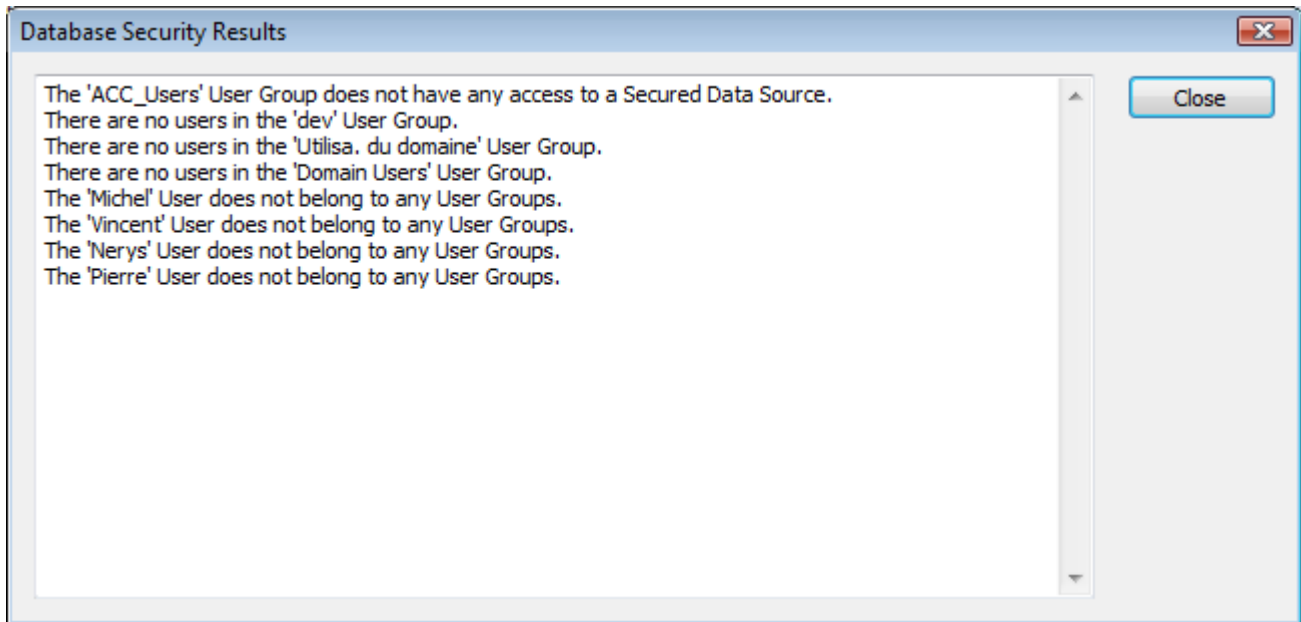 Database Security Results
The 'ACC_Users' User Group does not have any access to a Secured Data Source.
There are no users in the 'dev' User Group.
There are no users in the 'Utilisa. du domaine' User Group.
There are no users in the 'Domain Users' User Group.
The 'Michel' User does not belong to any User Groups.
The 'Vincent' User does not belong to any User Groups.
The 'Nerys' User does not belong to any User Groups.
The 'Pierre' User does not belong to any User Groups.
Close